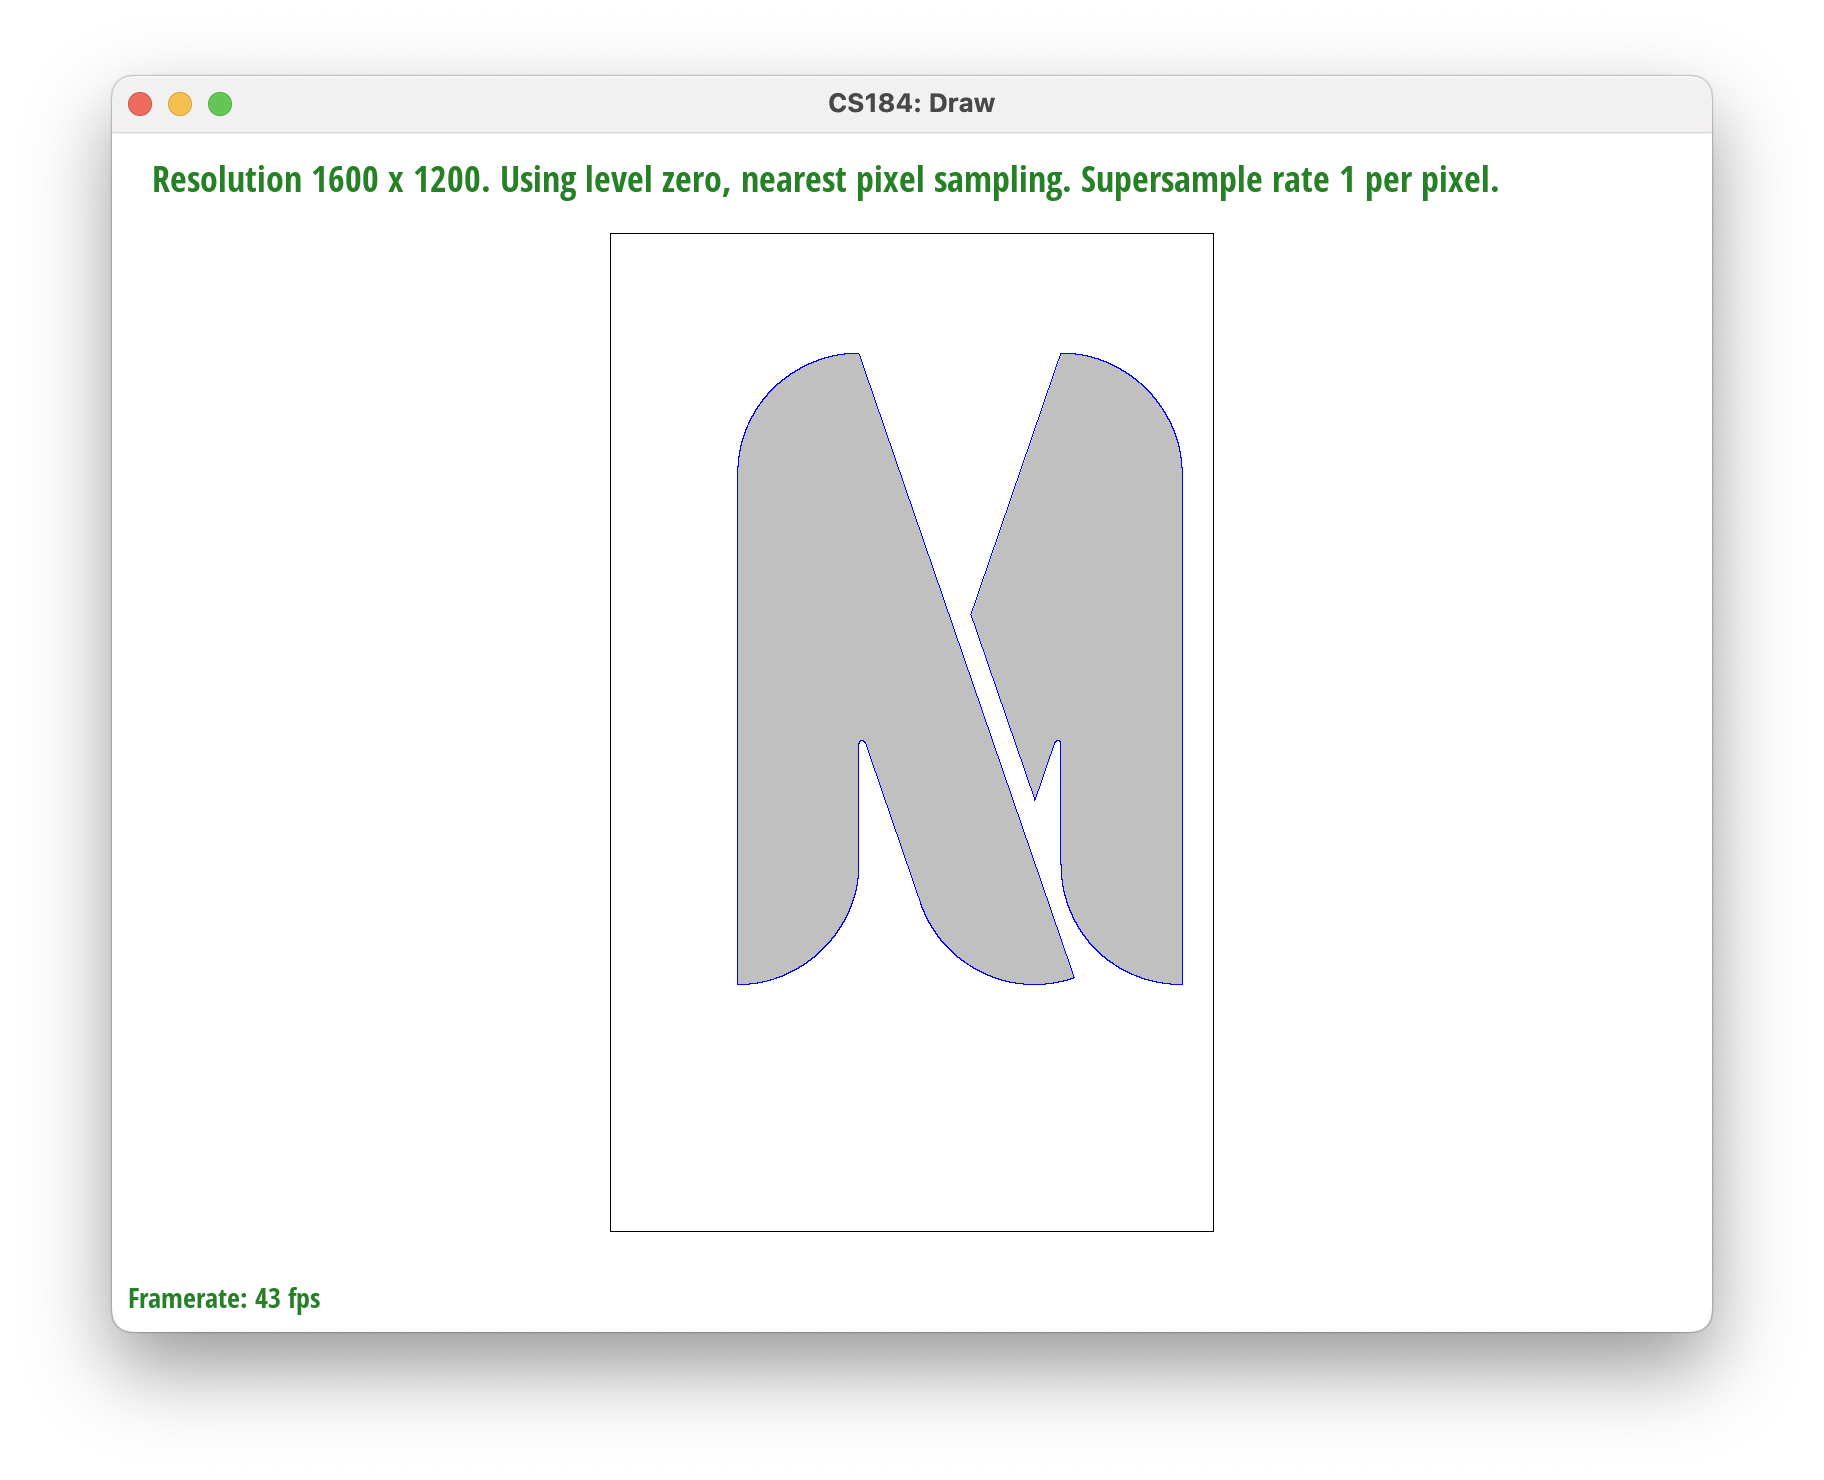 CS184: Draw
Resolution 1600 x 1200. Using level zero, nearest pixel sampling. Supersample rate 1 per pixel.
M
Framerate: 43 fps